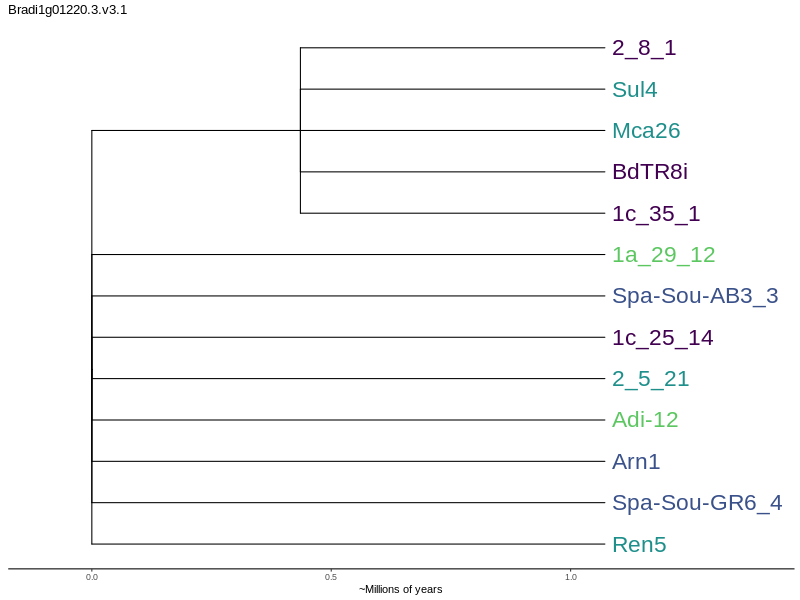 Bradi1g01220.3.v3.1
2_8_1
Sul4
Mca26
BdTR8i
1c_35_1
1a_29_12
Spa-Sou-AB3_3
1c_25_14
2_5_21
Adi-12
Arn1
Spa-Sou-GR6_4
Ren5
0.0 0.5 1.0
~Millions of years